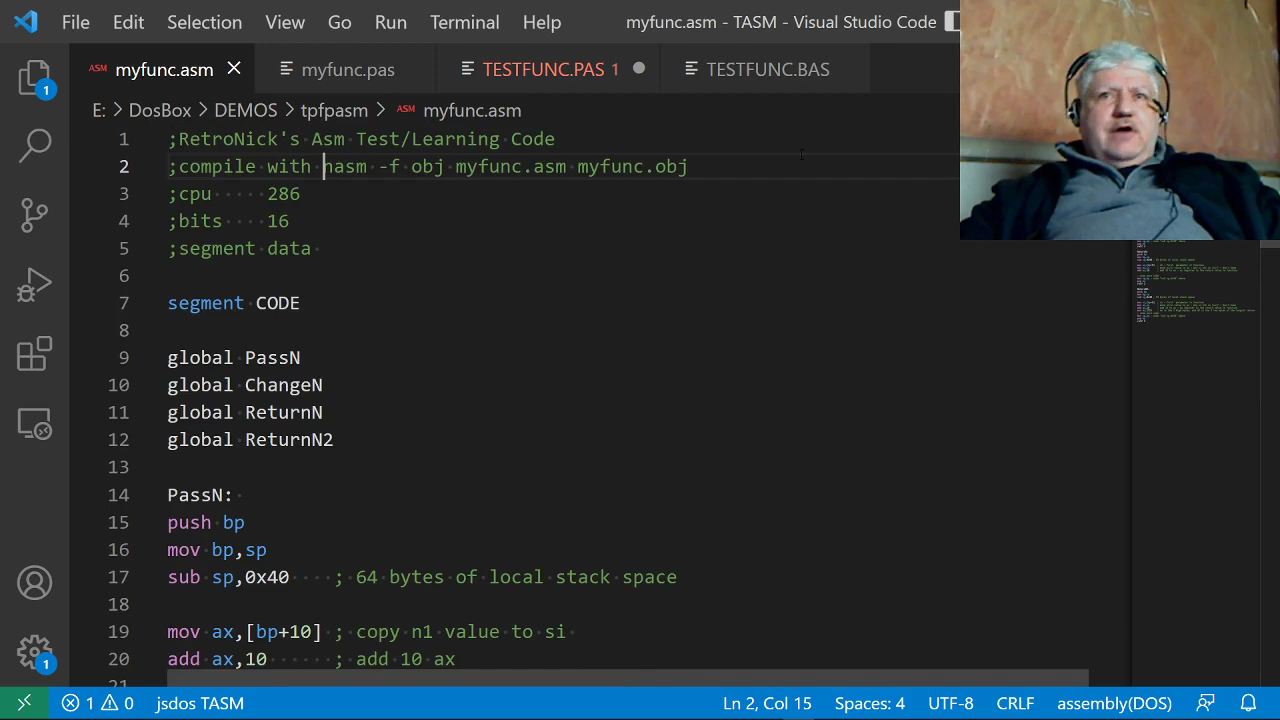 File Edit Selection View Go Run Terminal Help myfunc.asm - TASM - Visual Studio Code
ASM myfunc.asm myfunc.pas TESTFUNC.PAS 1 TESTFUNC.BAS
E: > DosBox > DEMOS > tpfpasm > ASM myfunc.asm
1 ;RetroNick's Asm Test/Learning Code
2 ;compile with nasm -f obj myfunc.asm myfunc.obj
3 ;cpu 286
4 ;bits 16
5 ;segment data
6
7 segment CODE
8
9 global PassN
10 global ChangeN
11 global ReturnN
12 global ReturnN2
13
14 PassN:
15 push bp
16 mov bp,sp
17 sub sp,0x40 ; 64 bytes of local stack space
18
19 mov ax,[bp+10] ; copy n1 value to si
20 add ax,10 ; add 10 ax
21
1
1
1 0 jsdos TASM Ln 2, Col 15 Spaces: 4 UTF-8 CRLF assembly(DOS)